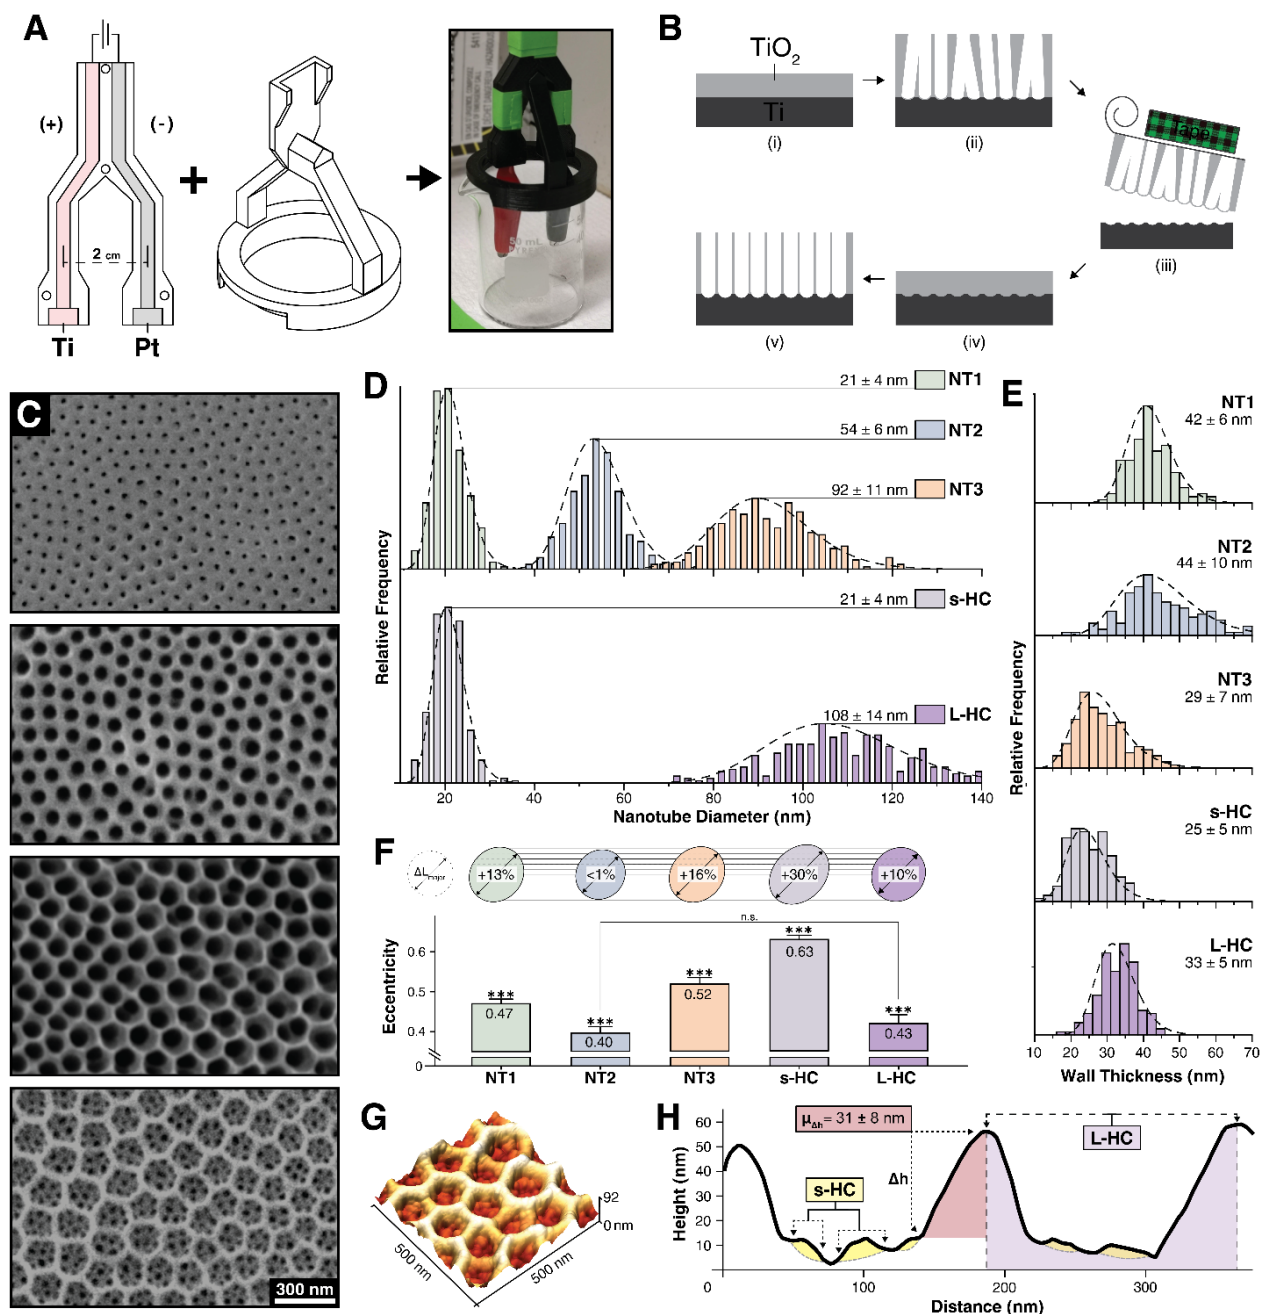 A
(+)
(-)
2 cm
Ti
Pt
B
TiO2
Ti
(i)
(ii)
Tape
(iii)
(iv)
(v)
C
300 nm
D
21 ± 4 nm NT1
54 ± 6 nm NT2
92 ± 11 nm NT3
21 ± 4 nm s-HC
108 ± 14 nm L-HC
Relative Frequency
20 40 60 80 100 120 140
Nanotube Diameter (nm)
E
NT1
42 ± 6 nm
NT2
44 ± 10 nm
NT3
29 ± 7 nm
s-HC
25 ± 5 nm
L-HC
33 ± 5 nm
Relative Frequency
10 20 30 40 50 60 70
Wall Thickness (nm)
F
ΔLmajor
+13% <1% +16% +30% +10%
n.s.
Eccentricity
0.6
0.5
0.4
0
***
0.47
***
0.40
***
0.52
***
0.63
***
0.43
NT1 NT2 NT3 s-HC L-HC
G
92
0 nm
500 nm
500 nm
H
μΔh= 31 ± 8 nm
L-HC
s-HC
Δh
Height (nm)
60
50
40
30
20
10
0 100 200 300
Distance (nm)